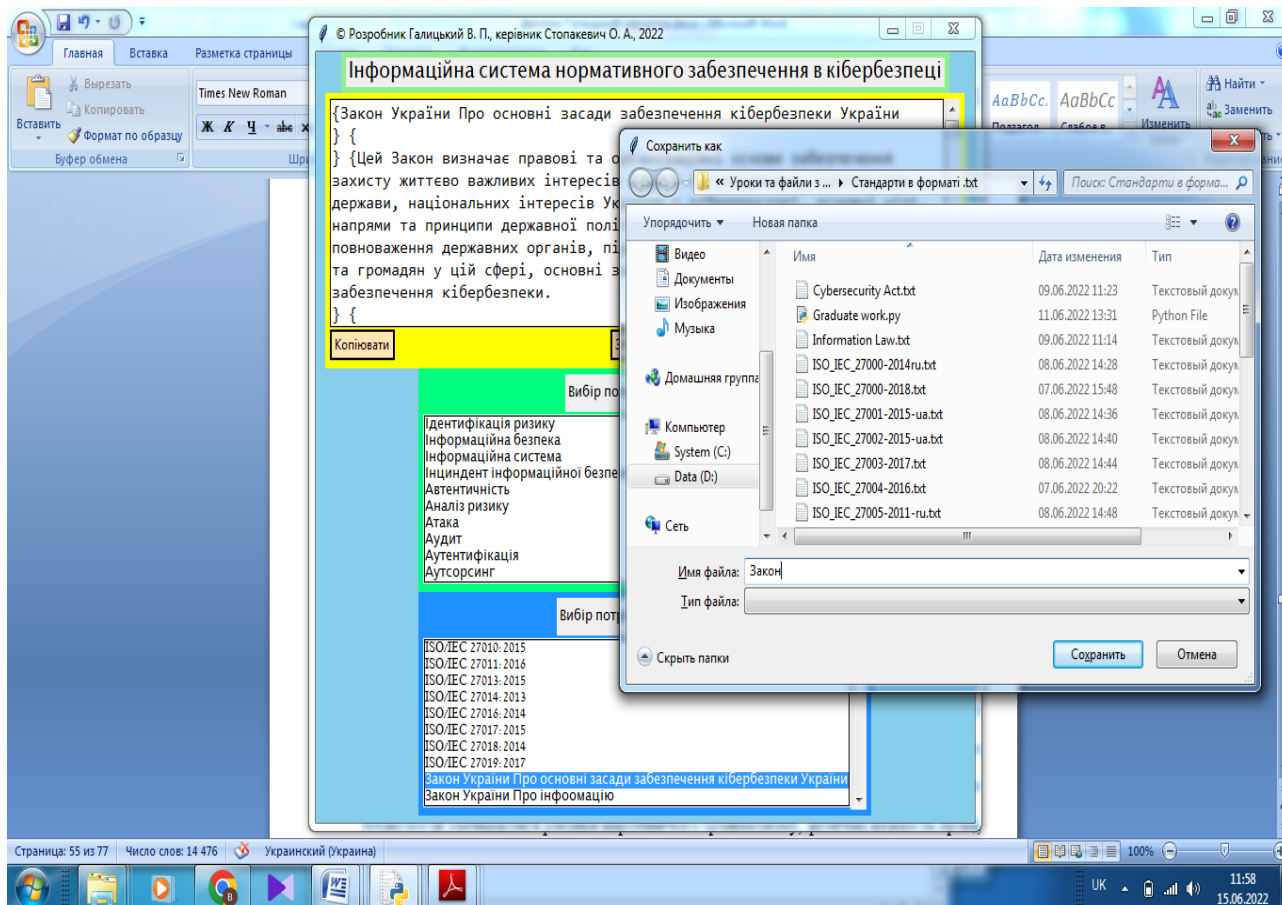 © Розробник Галицький В. П., керівник Стопакевич О. А., 2022
Главная Вставка Разметка страницы
Вырезать
Копировать
Формат по образцу
Вставить
Буфер обмена
Times New Roman
Ж К Ч abc
AaBbCc. AaBbCc
Изменить
Найти
Заменить
Інформаційна система нормативного забезпечення в кібербезпеці
{Закон України Про основні засади забезпечення кібербезпеки України
} {
} {Цей Закон визначає правові та о
захисту життєво важливих інтересів
держави, національних інтересів Ук
напрями та принципи державної полі
повноваження державних органів, пі
та громадян у цій сфері, основні з
забезпечення кібербезпеки.
} {
Копіювати
Вибір по
Ідентифікація ризику
Інформаційна безпека
Інформаційна система
Інциндент інформаційної безпе
Автентичність
Аналіз ризику
Атака
Аудит
Аутентифікація
Аутсорсинг
Вибір потр
ISO/IEC 27010:2015
ISO/IEC 27011:2016
ISO/IEC 27013:2015
ISO/IEC 27014:2013
ISO/IEC 27016:2014
ISO/IEC 27017:2015
ISO/IEC 27018:2014
ISO/IEC 27019:2017
Закон України Про основні засади забезпечення кібербезпеки України
Закон України Про інфоомацію
Сохранить как
« Уроки та файли з ... ▸ Стандарти в форматі .txt
Поиск: Стандарти в форма...
Упорядочить Новая папка
Видео
Документы
Изображения
Музыка
Домашняя группа
Компьютер
System (C:)
Data (D:)
Сеть
Имя Дата изменения Тип
Cybersecurity Act.txt 09.06.2022 11:23 Текстовый докум
Graduate work.py 11.06.2022 13:31 Python File
Information Law.txt 09.06.2022 11:14 Текстовый докум
ISO_IEC_27000-2014ru.txt 08.06.2022 14:28 Текстовый докум
ISO_IEC_27000-2018.txt 07.06.2022 15:48 Текстовый докум
ISO_IEC_27001-2015-ua.txt 08.06.2022 14:36 Текстовый докум
ISO_IEC_27002-2015-ua.txt 08.06.2022 14:40 Текстовый докум
ISO_IEC_27003-2017.txt 08.06.2022 14:44 Текстовый докум
ISO_IEC_27004-2016.txt 07.06.2022 20:22 Текстовый докум
ISO_IEC_27005-2011-ru.txt 08.06.2022 14:48 Текстовый докум
Имя файла: Закон
Тип файла:
Скрыть папки
Сохранить Отмена
Страница: 55 из 77 Число слов: 14 476 Украинский (Украина)
100%
UK
11:58
15.06.2022